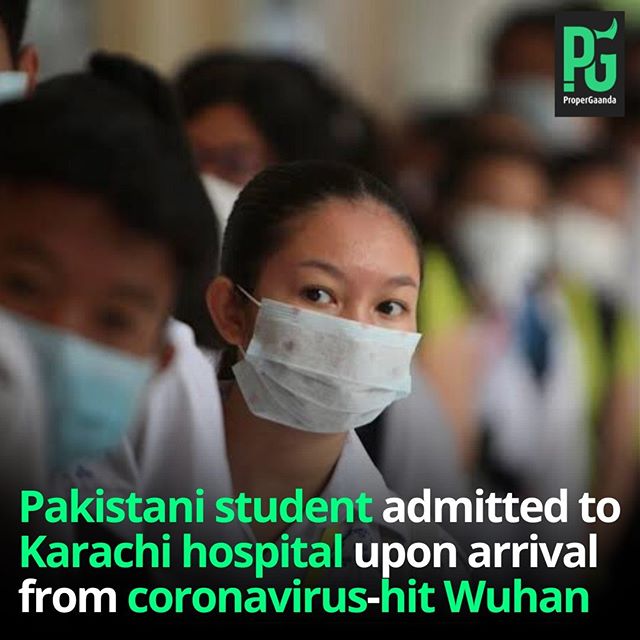 PG
ProperGaanda
Pakistani student admitted to
Karachi hospital upon arrival
from coronavirus-hit Wuhan